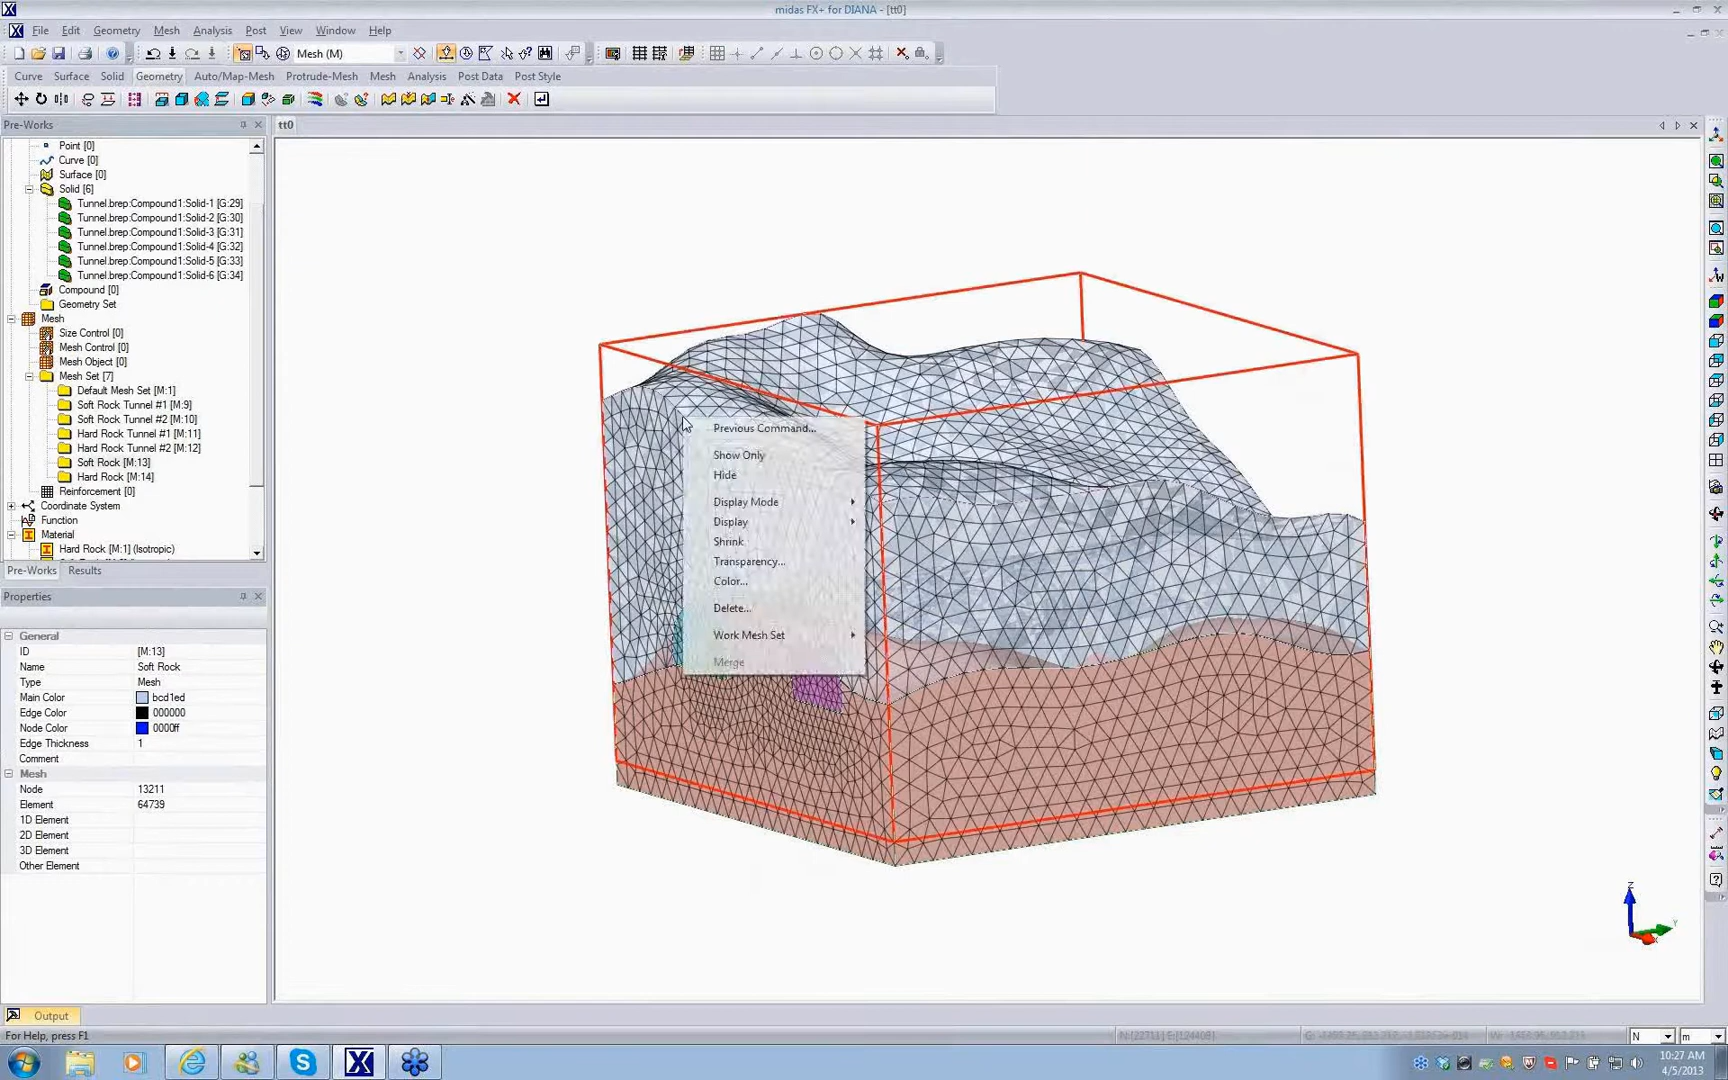 midas FX+ for DIANA - [tt0]
File Edit Geometry Mesh Analysis Post View Window Help
Mesh (M)
Curve Surface Solid Geometry Auto/Map-Mesh Protrude-Mesh Mesh Analysis Post Data Post Style
Pre-Works
tt0
Point [0]
Curve [0]
Surface [0]
Solid [6]
Tunnel.brep:Compound1:Solid-1 [G:29]
Tunnel.brep:Compound1:Solid-2 [G:30]
Tunnel.brep:Compound1:Solid-3 [G:31]
Tunnel.brep:Compound1:Solid-4 [G:32]
Tunnel.brep:Compound1:Solid-5 [G:33]
Tunnel.brep:Compound1:Solid-6 [G:34]
Compound [0]
Geometry Set
Mesh
Size Control [0]
Mesh Control [0]
Mesh Object [0]
Mesh Set [7]
Default Mesh Set [M:1]
Soft Rock Tunnel #1 [M:9]
Soft Rock Tunnel #2 [M:10]
Hard Rock Tunnel #1 [M:11]
Hard Rock Tunnel #2 [M:12]
Soft Rock [M:13]
Hard Rock [M:14]
Reinforcement [0]
Coordinate System
Function
Material
Hard Rock [M:1] (Isotropic)
Pre-Works Results
Properties
General
ID [M:13]
Name Soft Rock
Type Mesh
Main Color bcd1ed
Edge Color 000000
Node Color 0000ff
Edge Thickness 1
Comment
Mesh
Node 13211
Element 64739
1D Element
2D Element
3D Element
Other Element
Previous Command...
Show Only
Hide
Display Mode
Display
Shrink
Transparency...
Color...
Delete...
Work Mesh Set
Merge
Z
Y
X
Output
For Help, press F1
N:[22711] E:[124408]
N
m
10:27 AM
4/5/2013